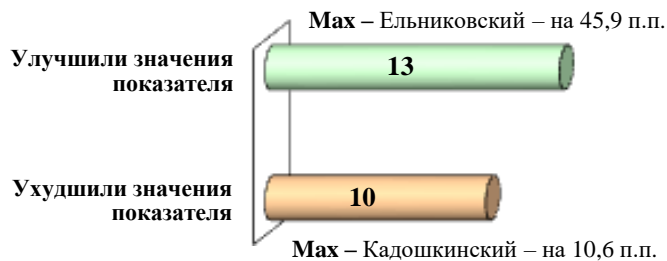 Max – Ельниковский – на 45,9 п.п.
Улучшили значения
показателя
13
Ухудшили значения
показателя
10
Max – Кадошкинский – на 10,6 п.п.